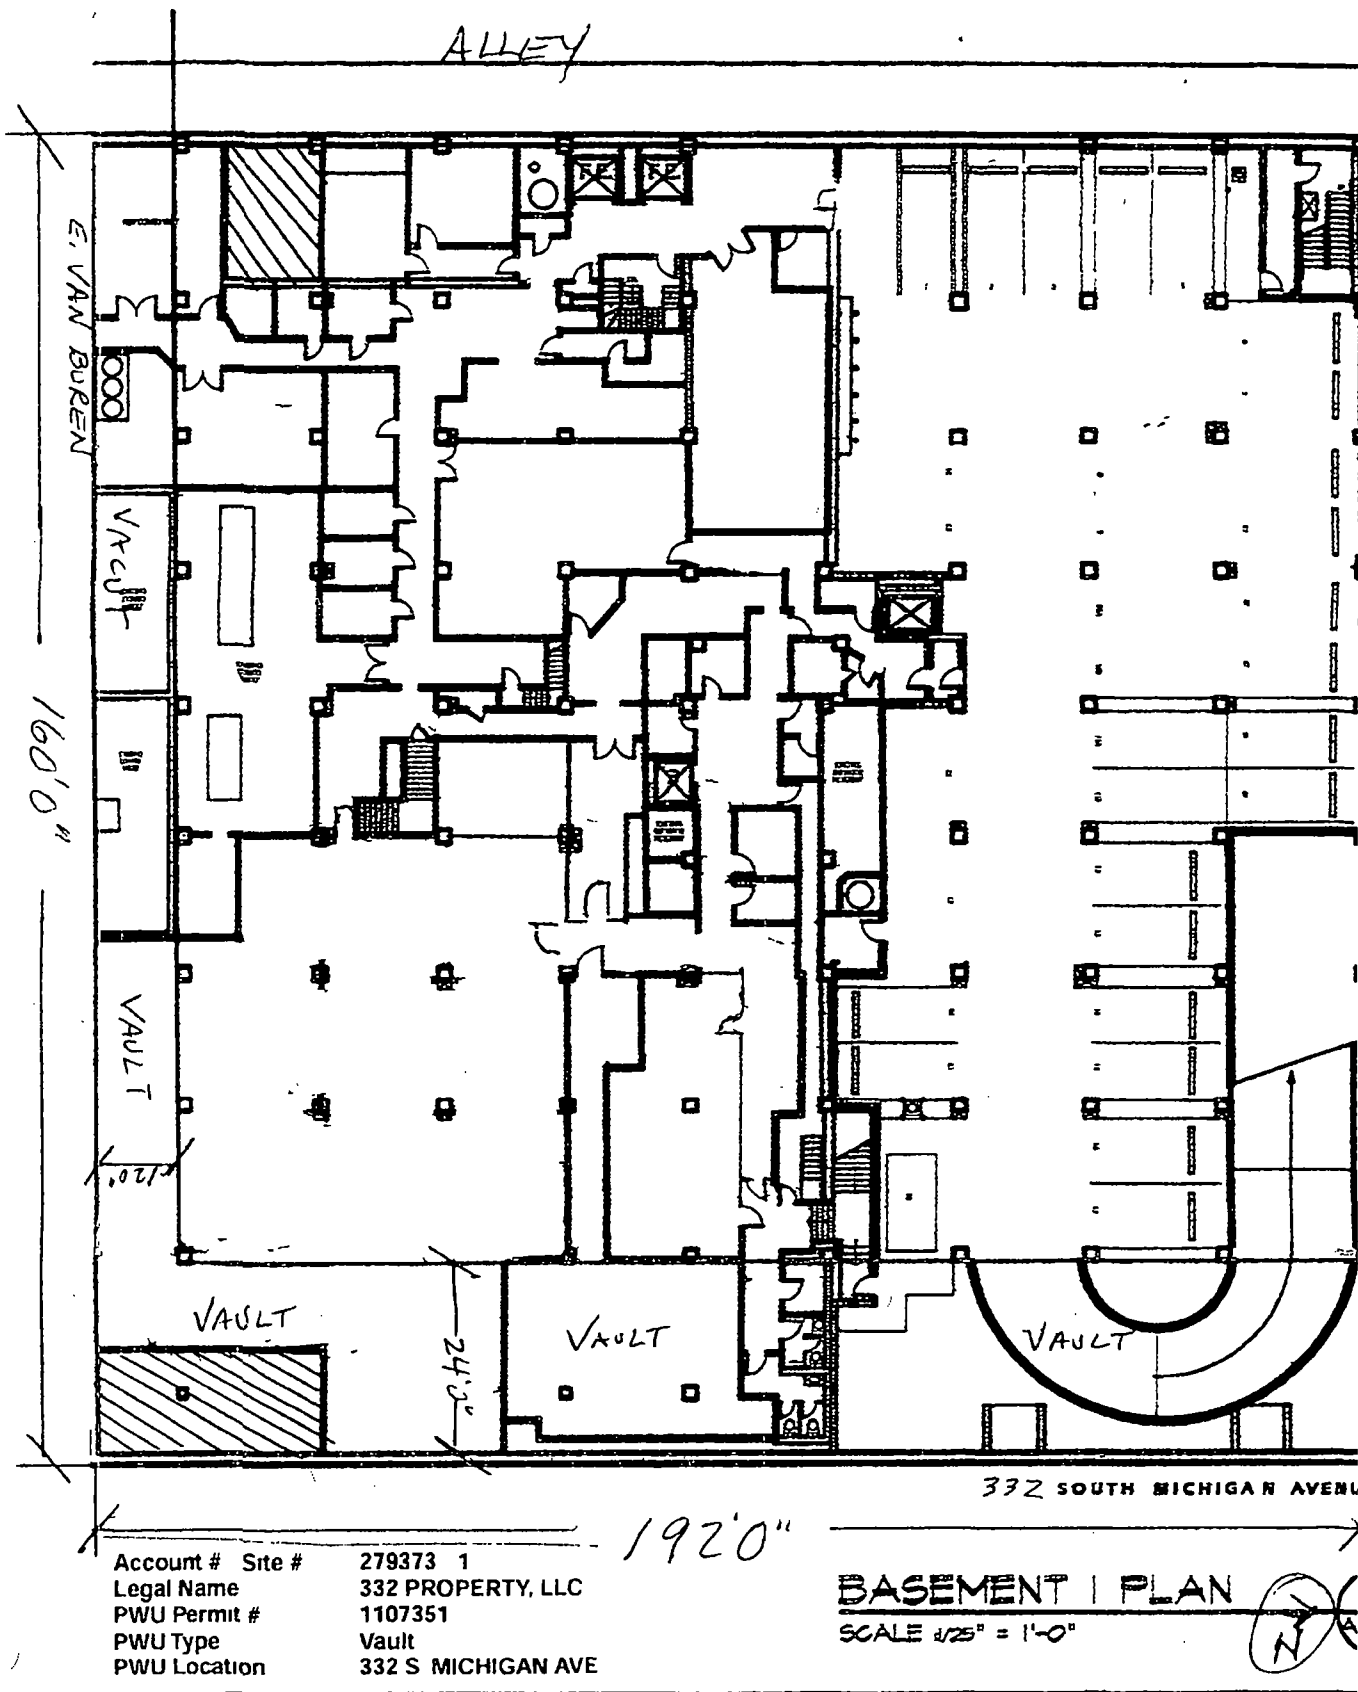 ALLEY
F.E.
F.E.
E. VAN BUREN
VAULT
160'0"
VAULT
120"
VAULT
24'0"
VAULT
VAULT
332 SOUTH MICHIGAN AVENU
192'0"
Account # Site # 279373 1
Legal Name 332 PROPERTY, LLC
PWU Permit # 1107351
PWU Type Vault
PWU Location 332 S MICHIGAN AVE
BASEMENT 1 PLAN
SCALE 1/25" = 1'-0"
N